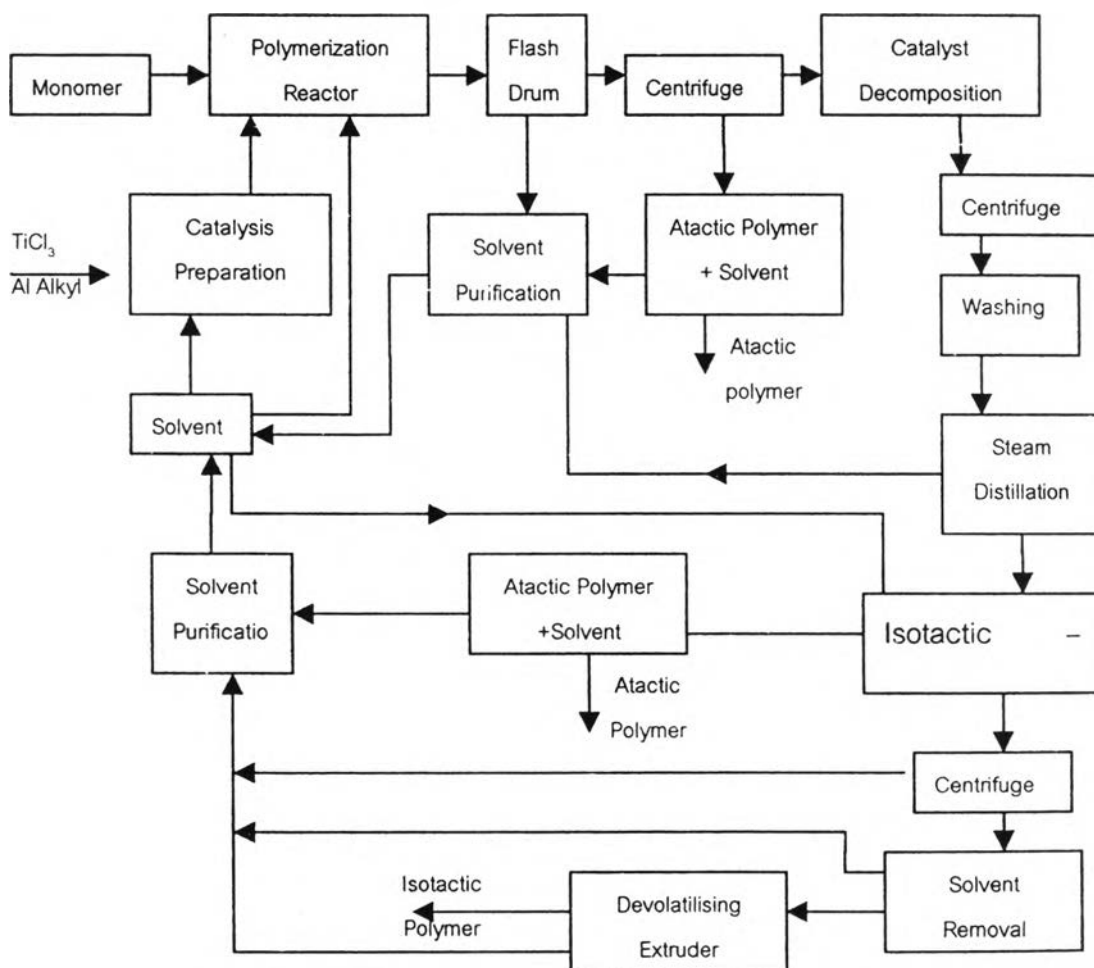 Monomer
Polymerization
Reactor
Flash
Drum
Centrifuge
Catalyst
Decomposition
TiCl₃
Al Alkyl
Catalysis
Preparation
Solvent
Purification
Atactic Polymer
+ Solvent
Centrifuge
Washing
Atactic
polymer
Solvent
Steam
Distillation
Solvent
Purificatio
Atactic Polymer
+Solvent
Isotactic –
Atactic
Polymer
Centrifuge
Isotactic
Polymer
Devolatilising
Extruder
Solvent
Removal